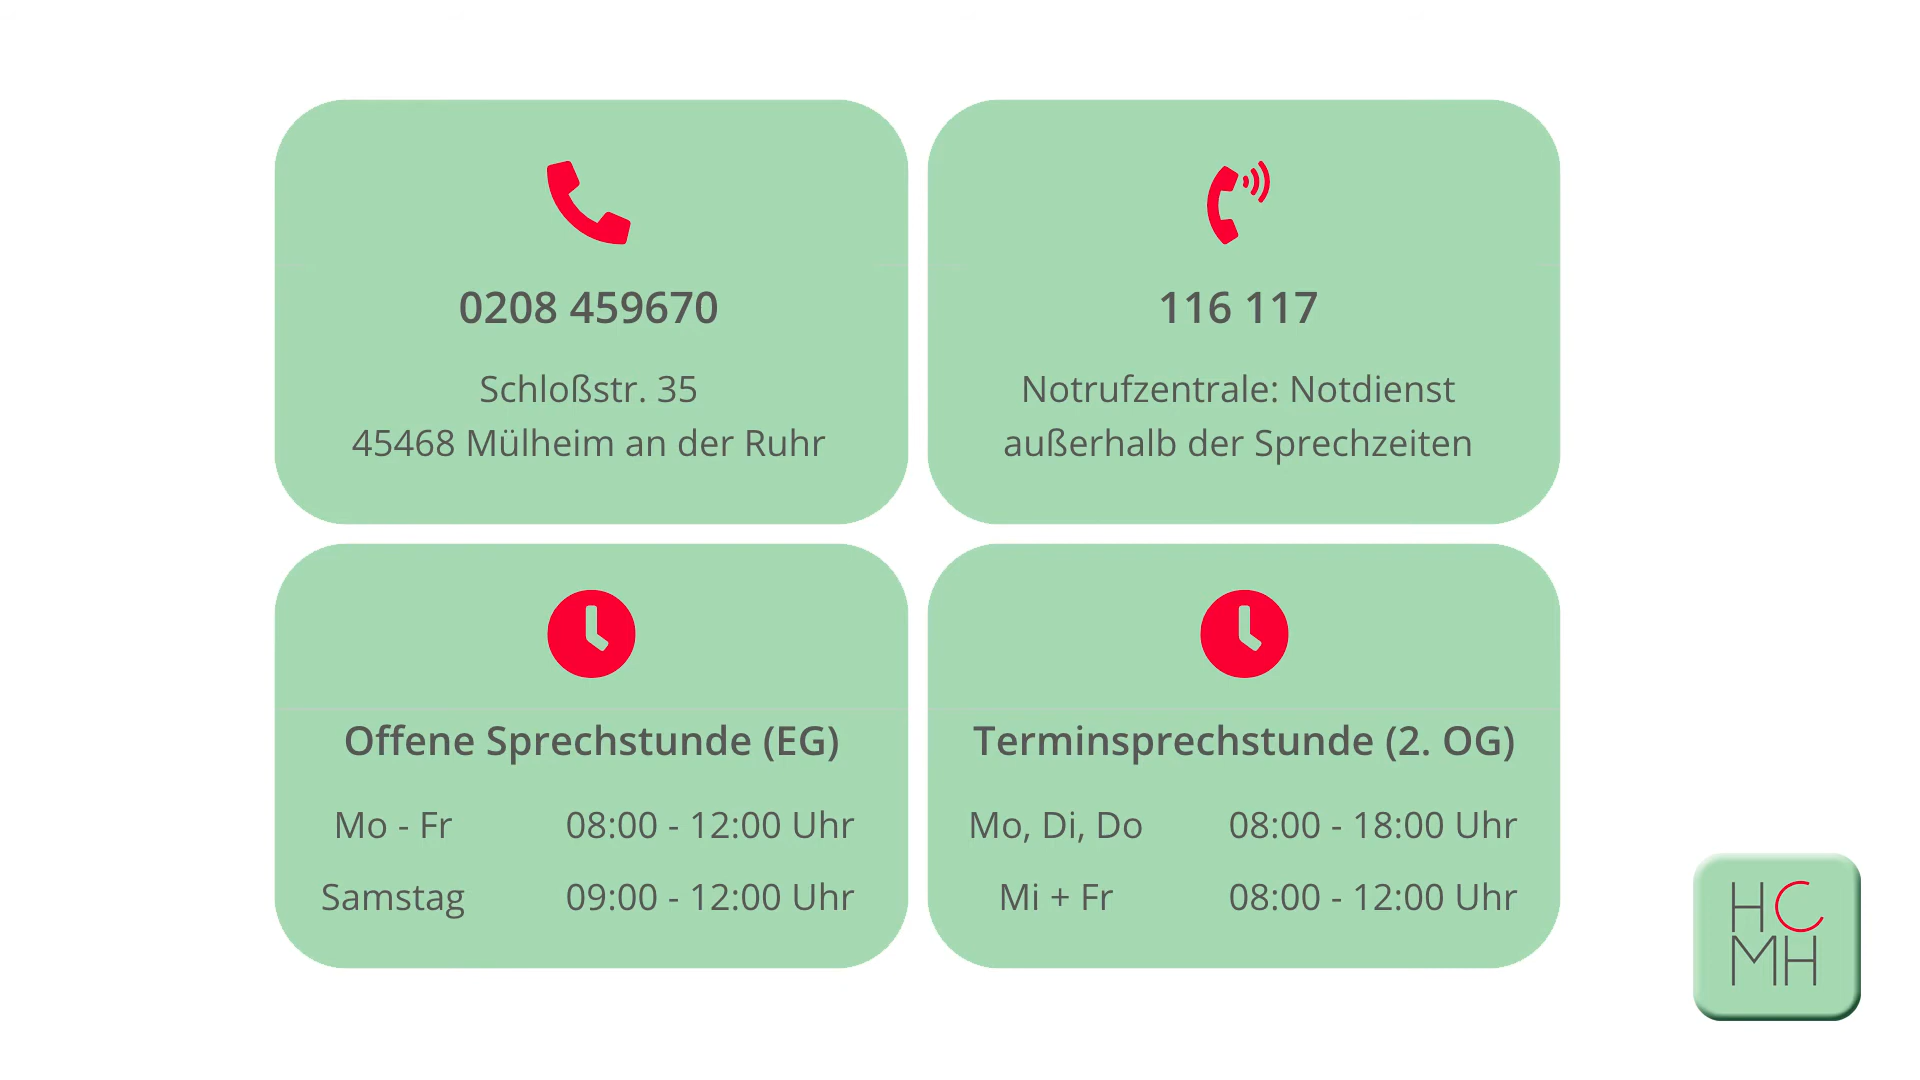 0208 459670
Schloßstr. 35
45468 Mülheim an der Ruhr
116 117
Notrufzentrale: Notdienst
außerhalb der Sprechzeiten
Offene Sprechstunde (EG)
Mo - Fr 08:00 - 12:00 Uhr
Samstag 09:00 - 12:00 Uhr
Terminsprechstunde (2. OG)
Mo, Di, Do 08:00 - 18:00 Uhr
Mi + Fr 08:00 - 12:00 Uhr
HC
MH